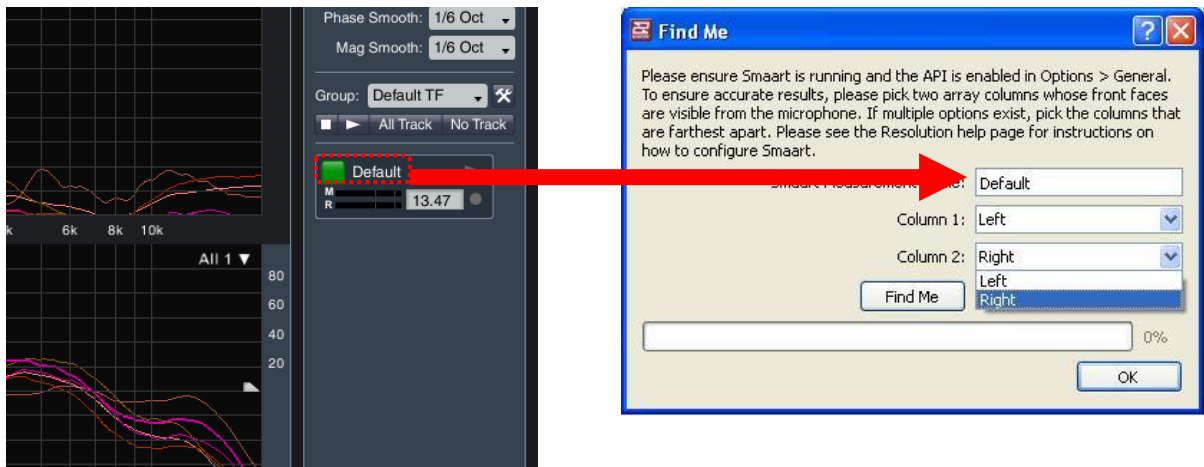 Phase Smooth: 1/6 Oct
Mag Smooth: 1/6 Oct
Group: Default TF
All Track No Track
Default
M
R
13.47
k 6k 8k 10k
All 1 ▼
80
60
40
20
Find Me
Please ensure Smaart is running and the API is enabled in Options > General.
To ensure accurate results, please pick two array columns whose front faces
are visible from the microphone. If multiple options exist, pick the columns that
are farthest apart. Please see the Resolution help page for instructions on
how to configure Smaart.
Smaart Measurement Default
Column 1: Left
Column 2: Right
Left
Right
Find Me
0%
OK